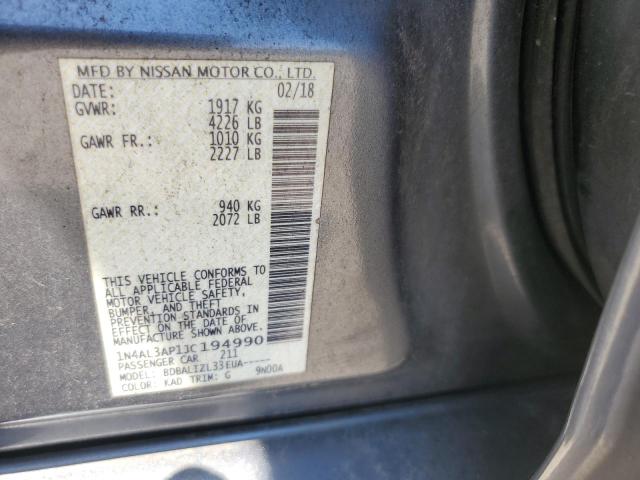 MFD BY NISSAN MOTOR CO., LTD.
DATE: 02/18
GVWR: 1917 KG
4226 LB
GAWR FR.: 1010 KG
2227 LB
GAWR RR.: 940 KG
2072 LB
THIS VEHICLE CONFORMS TO
ALL APPLICABLE FEDERAL
MOTOR VEHICLE SAFETY,
BUMPER, AND THEFT
PREVENTION STANDARDS IN
EFFECT ON THE DATE OF
MANUFACTURE SHOWN ABOVE.
1N4AL3AP1JC194990
PASSENGER CAR 211
MODEL: BDBALIZL33EUA-----
COLOR: KAD TRIM: G 9N00A